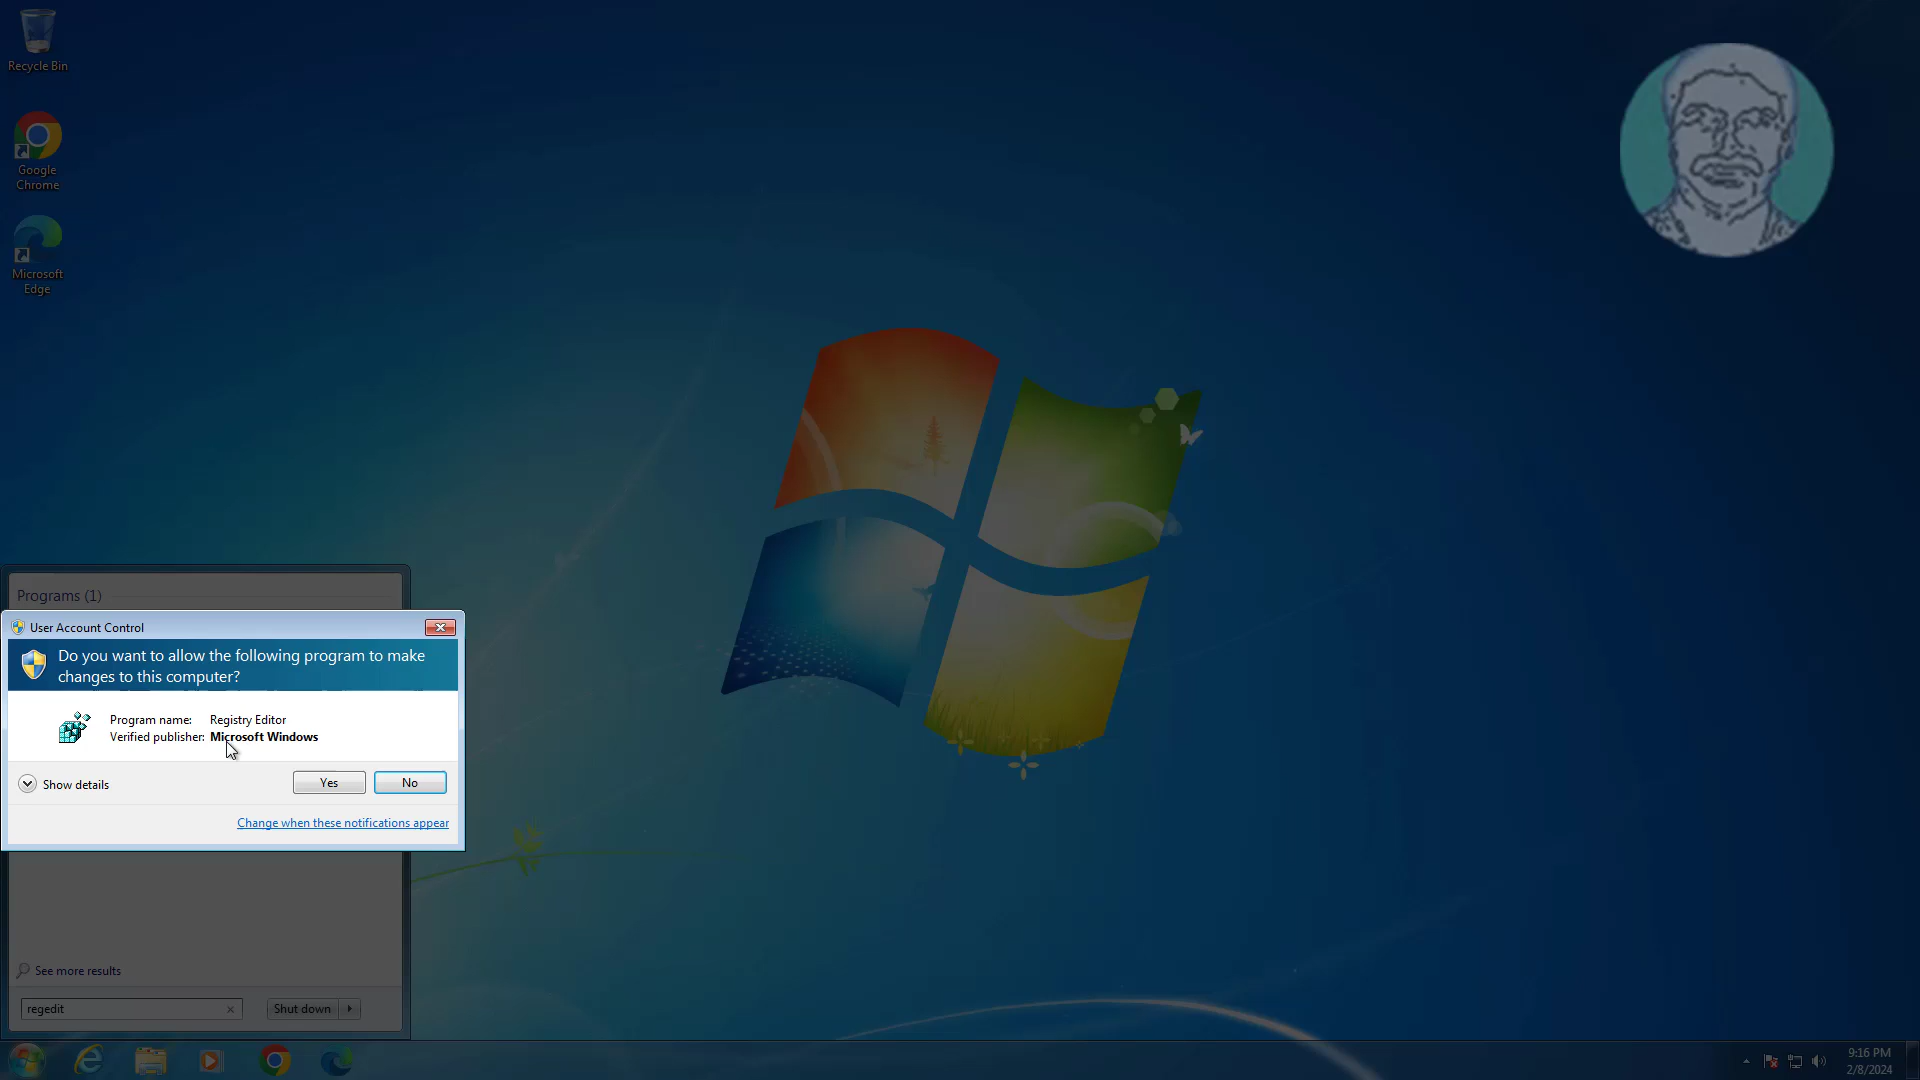 Recycle Bin
Google
Chrome
Microsoft
Edge
Programs (1)
User Account Control
Do you want to allow the following program to make
changes to this computer?
Program name: Registry Editor
Verified publisher: Microsoft Windows
Show details
Yes
No
Change when these notifications appear
See more results
regedit
Shut down
9:16 PM
2/8/2024